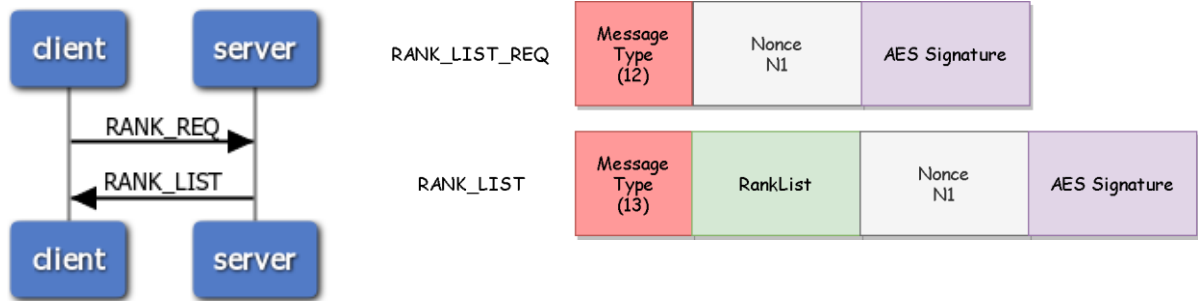 client
server
RANK_REQ
RANK_LIST
client
server
RANK_LIST_REQ
Message
Type
(12)
Nonce
N1
AES Signature
RANK_LIST
Message
Type
(13)
RankList
Nonce
N1
AES Signature